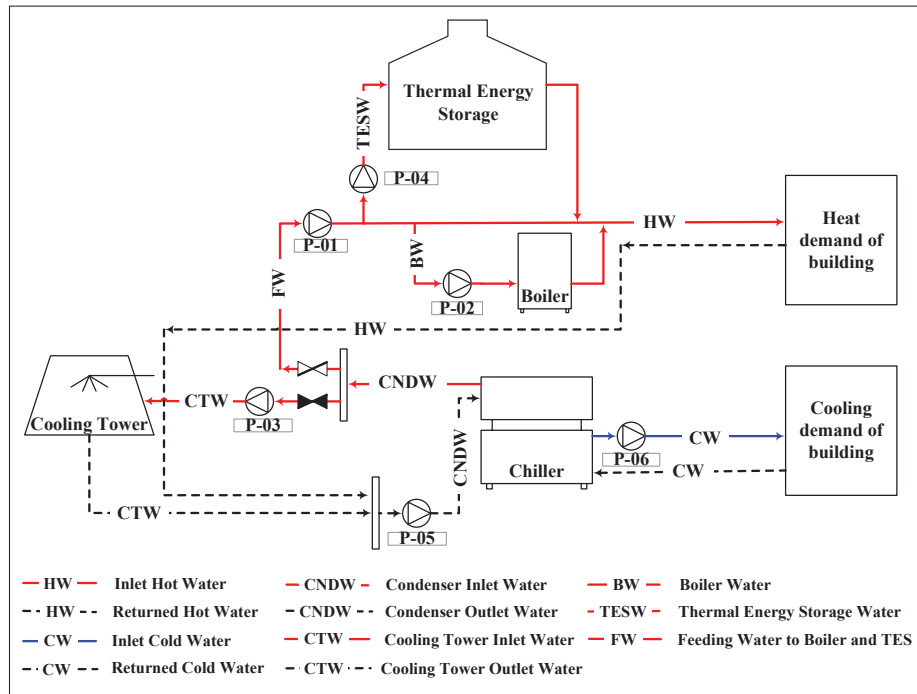 Thermal Energy
Storage
TESW
P-04
P-01
HW
BW
FW
P-02
Boiler
Heat
demand of
building
HW
CNDW
CTW
P-03
Cooling Tower
CTW
CNDW
P-05
Chiller
P-06
CW
CW
Cooling
demand of
building
HW Inlet Hot Water
HW Returned Hot Water
CW Inlet Cold Water
CW Returned Cold Water
CNDW Condenser Inlet Water
CNDW Condenser Outlet Water
CTW Cooling Tower Inlet Water
CTW Cooling Tower Outlet Water
BW Boiler Water
TESW Thermal Energy Storage Water
FW Feeding Water to Boiler and TES